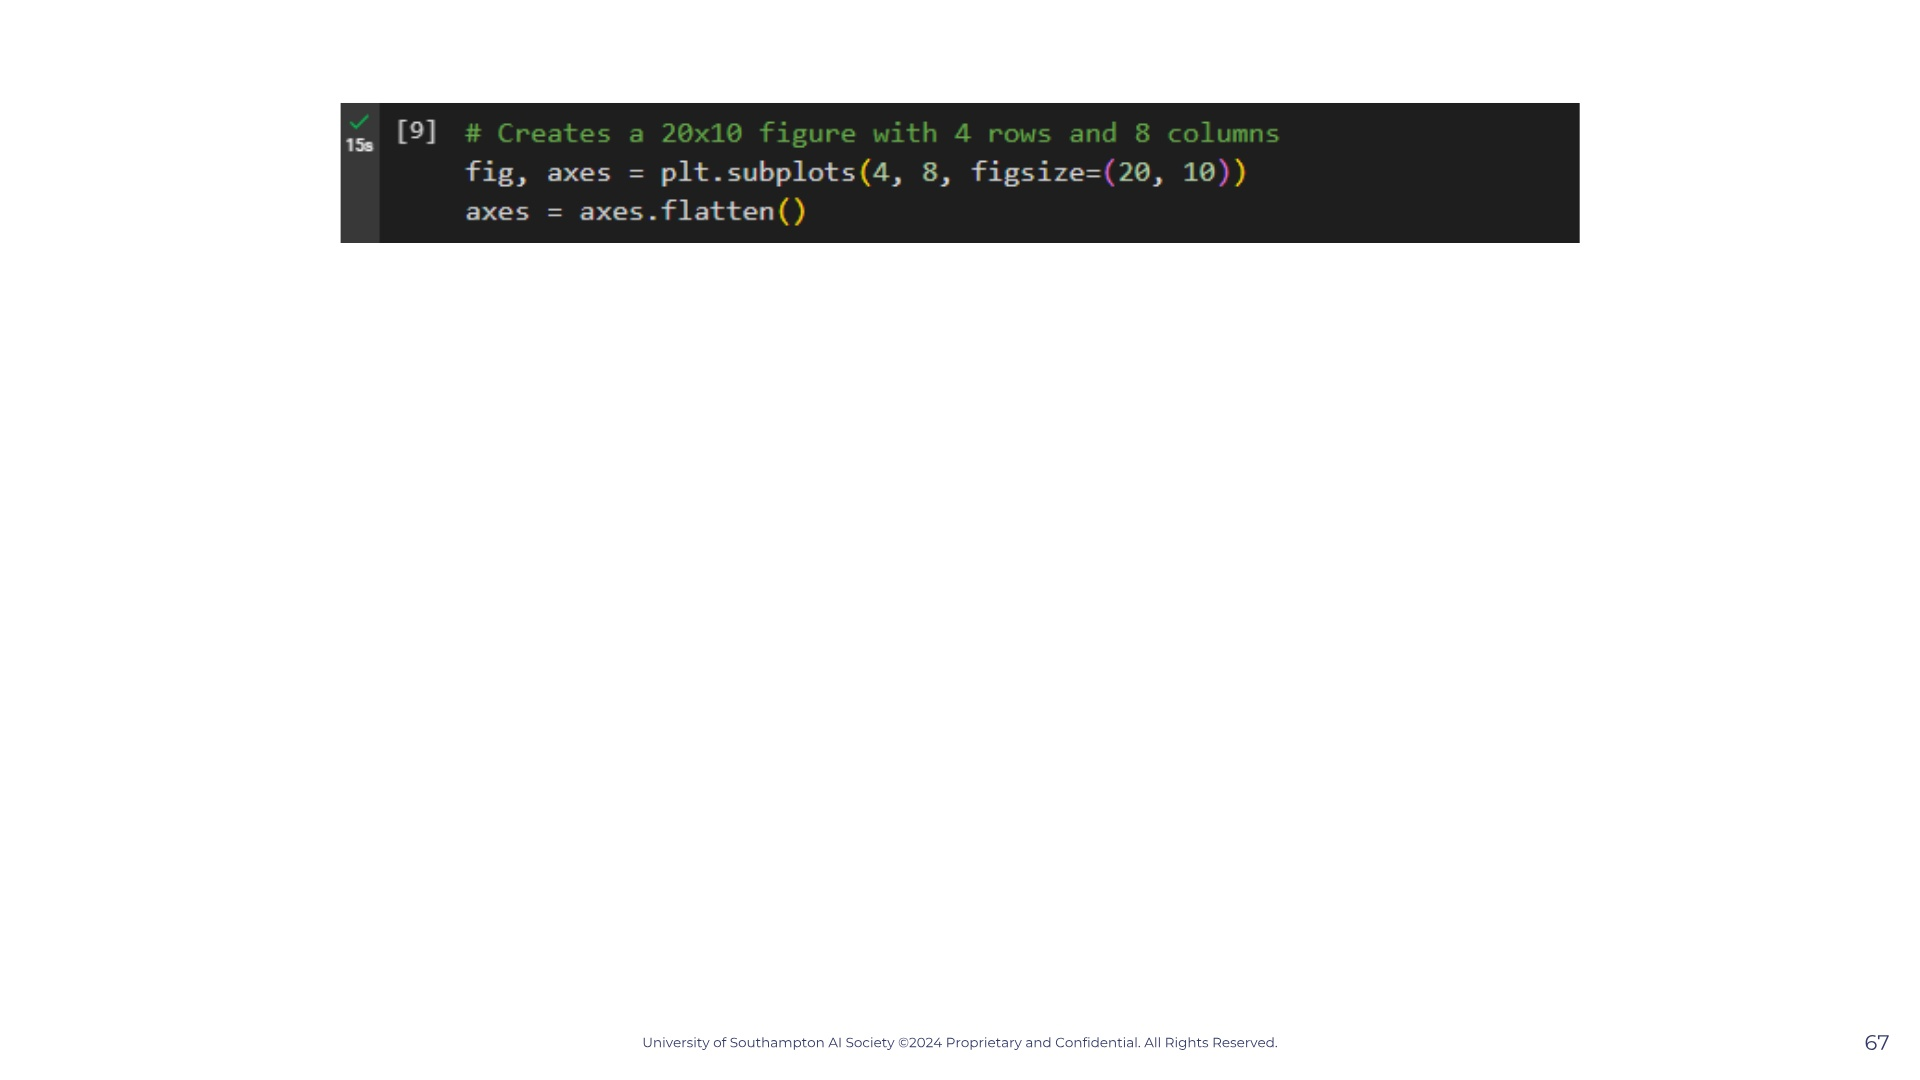 [9] # Creates a 20x10 figure with 4 rows and 8 columns
15s
fig, axes = plt.subplots(4, 8, figsize=(20, 10))
axes = axes.flatten()
University of Southampton AI Society ©2024 Proprietary and Confidential. All Rights Reserved.
67